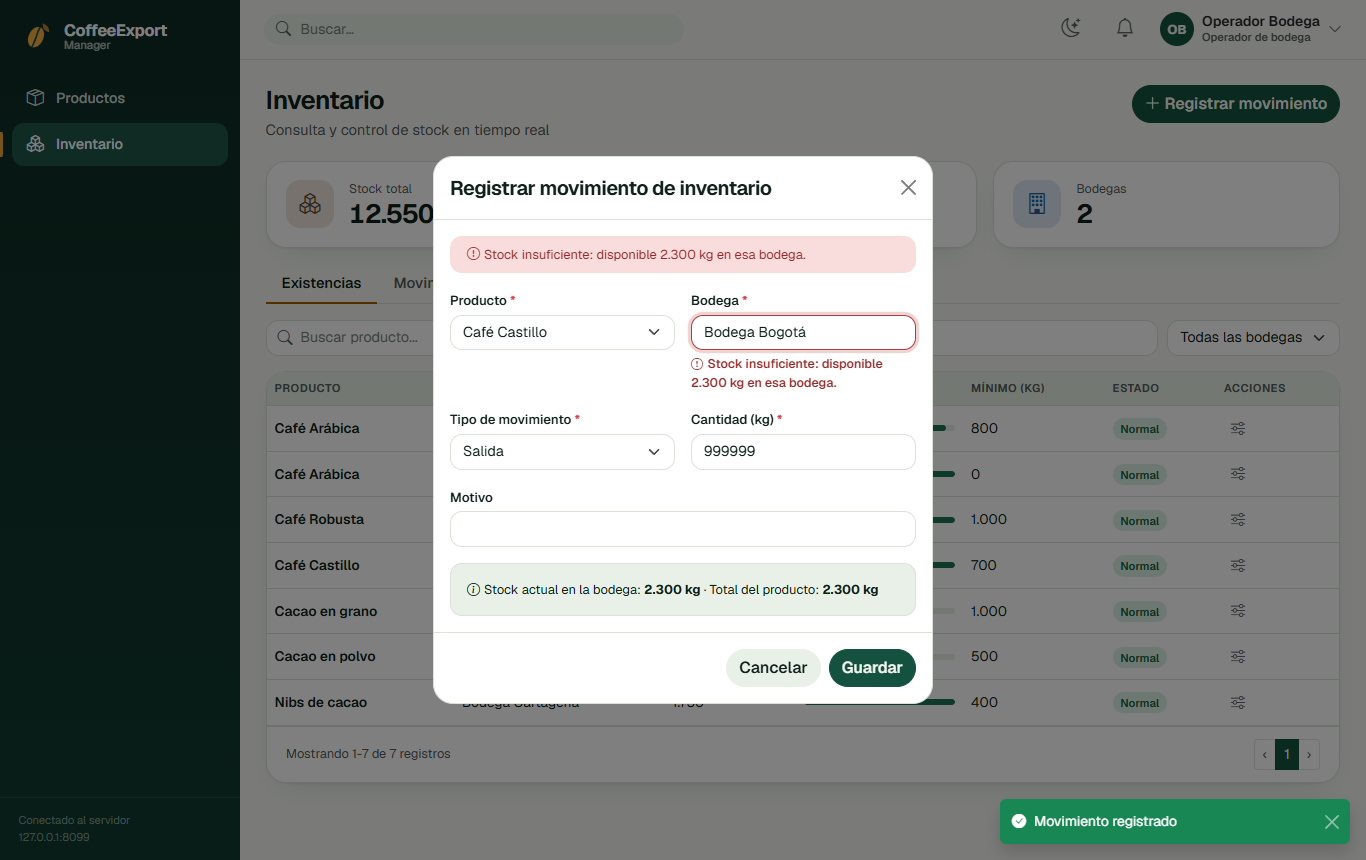 CoffeeExport
Manager
Buscar...
OB
Operador Bodega
Operador de bodega
Productos
Inventario
Inventario
Consulta y control de stock en tiempo real
+ Registrar movimiento
Stock total
12.550
Bodegas
2
Registrar movimiento de inventario
Stock insuficiente: disponible 2.300 kg en esa bodega.
Producto *
Bodega *
Café Castillo
Bodega Bogotá
Stock insuficiente: disponible
2.300 kg en esa bodega.
Tipo de movimiento *
Cantidad (kg) *
Salida
999999
Motivo
Stock actual en la bodega: 2.300 kg · Total del producto: 2.300 kg
Cancelar
Guardar
Existencias
Buscar producto...
Todas las bodegas
PRODUCTO
MÍNIMO (KG)
ESTADO
ACCIONES
Café Arábica
800
Normal
Café Arábica
0
Normal
Café Robusta
1.000
Normal
Café Castillo
700
Normal
Cacao en grano
1.000
Normal
Cacao en polvo
500
Normal
Nibs de cacao
Bodega Cartagena
400
Normal
Mostrando 1-7 de 7 registros
‹ 1 ›
Conectado al servidor
127.0.0.1:8099
Movimiento registrado